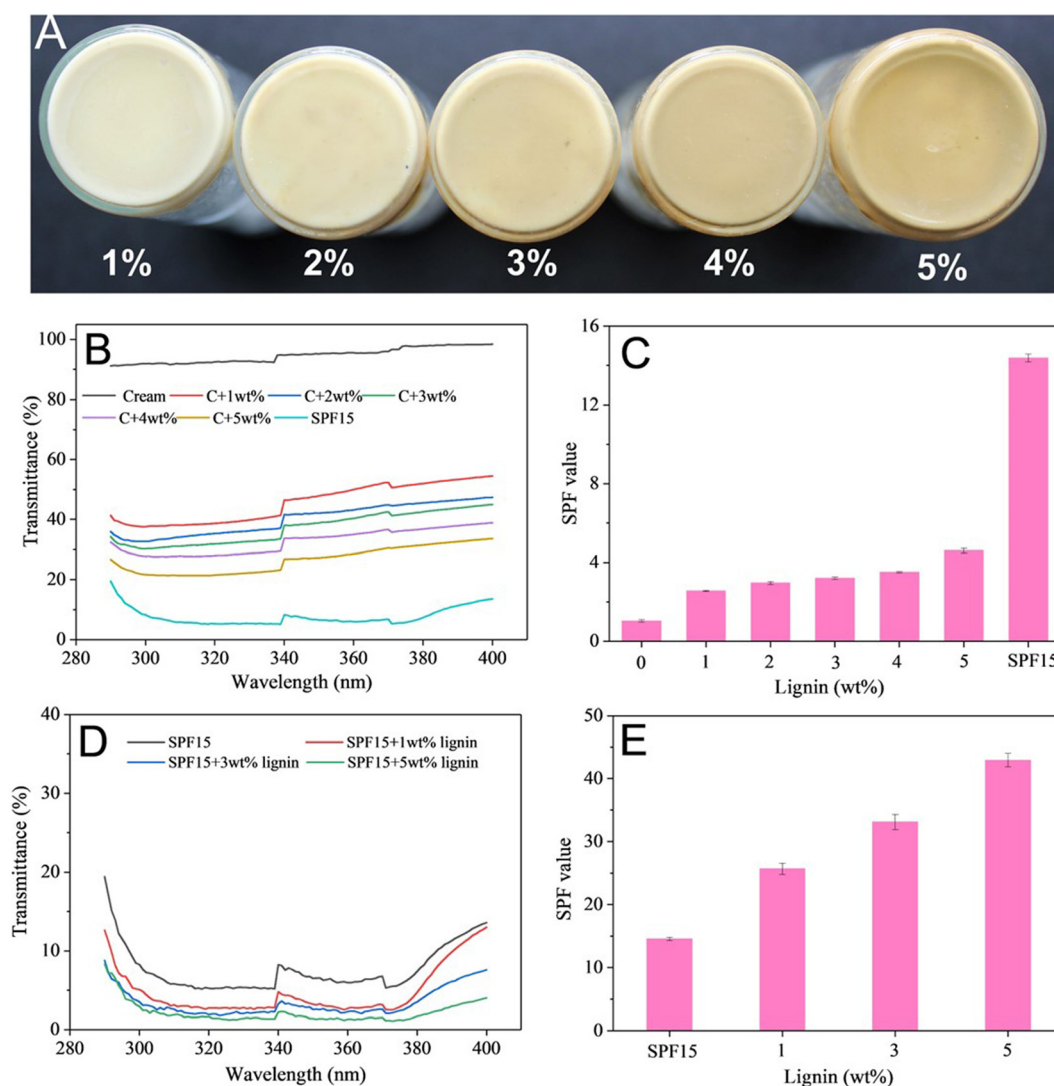 A
1% 2% 3% 4% 5%
B
Transmittance (%)
100
80
60
40
20
0
Cream C+1wt% C+2wt% C+3wt%
C+4wt% C+5wt% SPF15
280 300 320 340 360 380 400
Wavelength (nm)
C
SPF value
16
12
8
4
0
0 1 2 3 4 5 SPF15
Lignin (wt%)
D
Transmittance (%)
40
30
20
10
0
SPF15 SPF15+1wt% lignin
SPF15+3wt% lignin SPF15+5wt% lignin
280 300 320 340 360 380 400
Wavelength (nm)
E
SPF value
50
40
30
20
10
0
SPF15 1 3 5
Lignin (wt%)